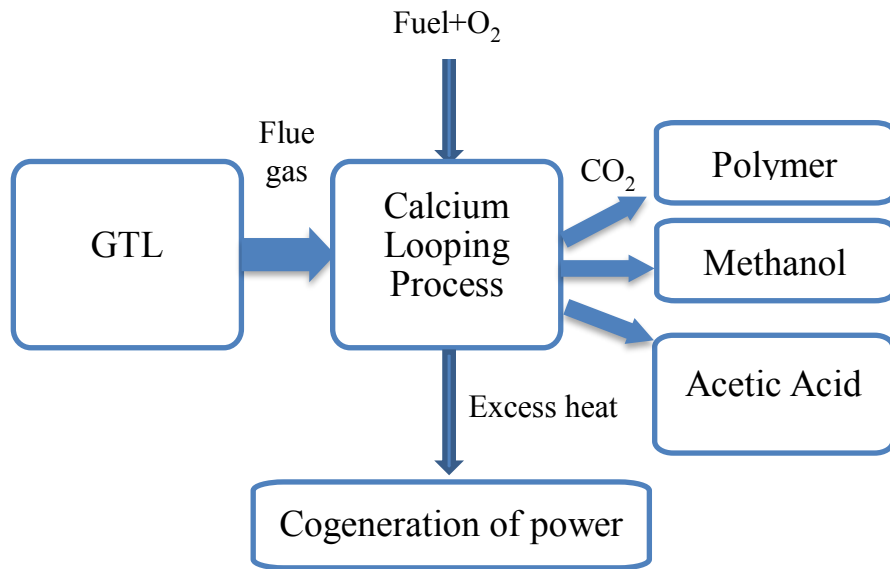 Fuel+O₂
Flue
gas
GTL
Calcium
Looping
Process
CO₂
Polymer
Methanol
Acetic Acid
Excess heat
Cogeneration of power